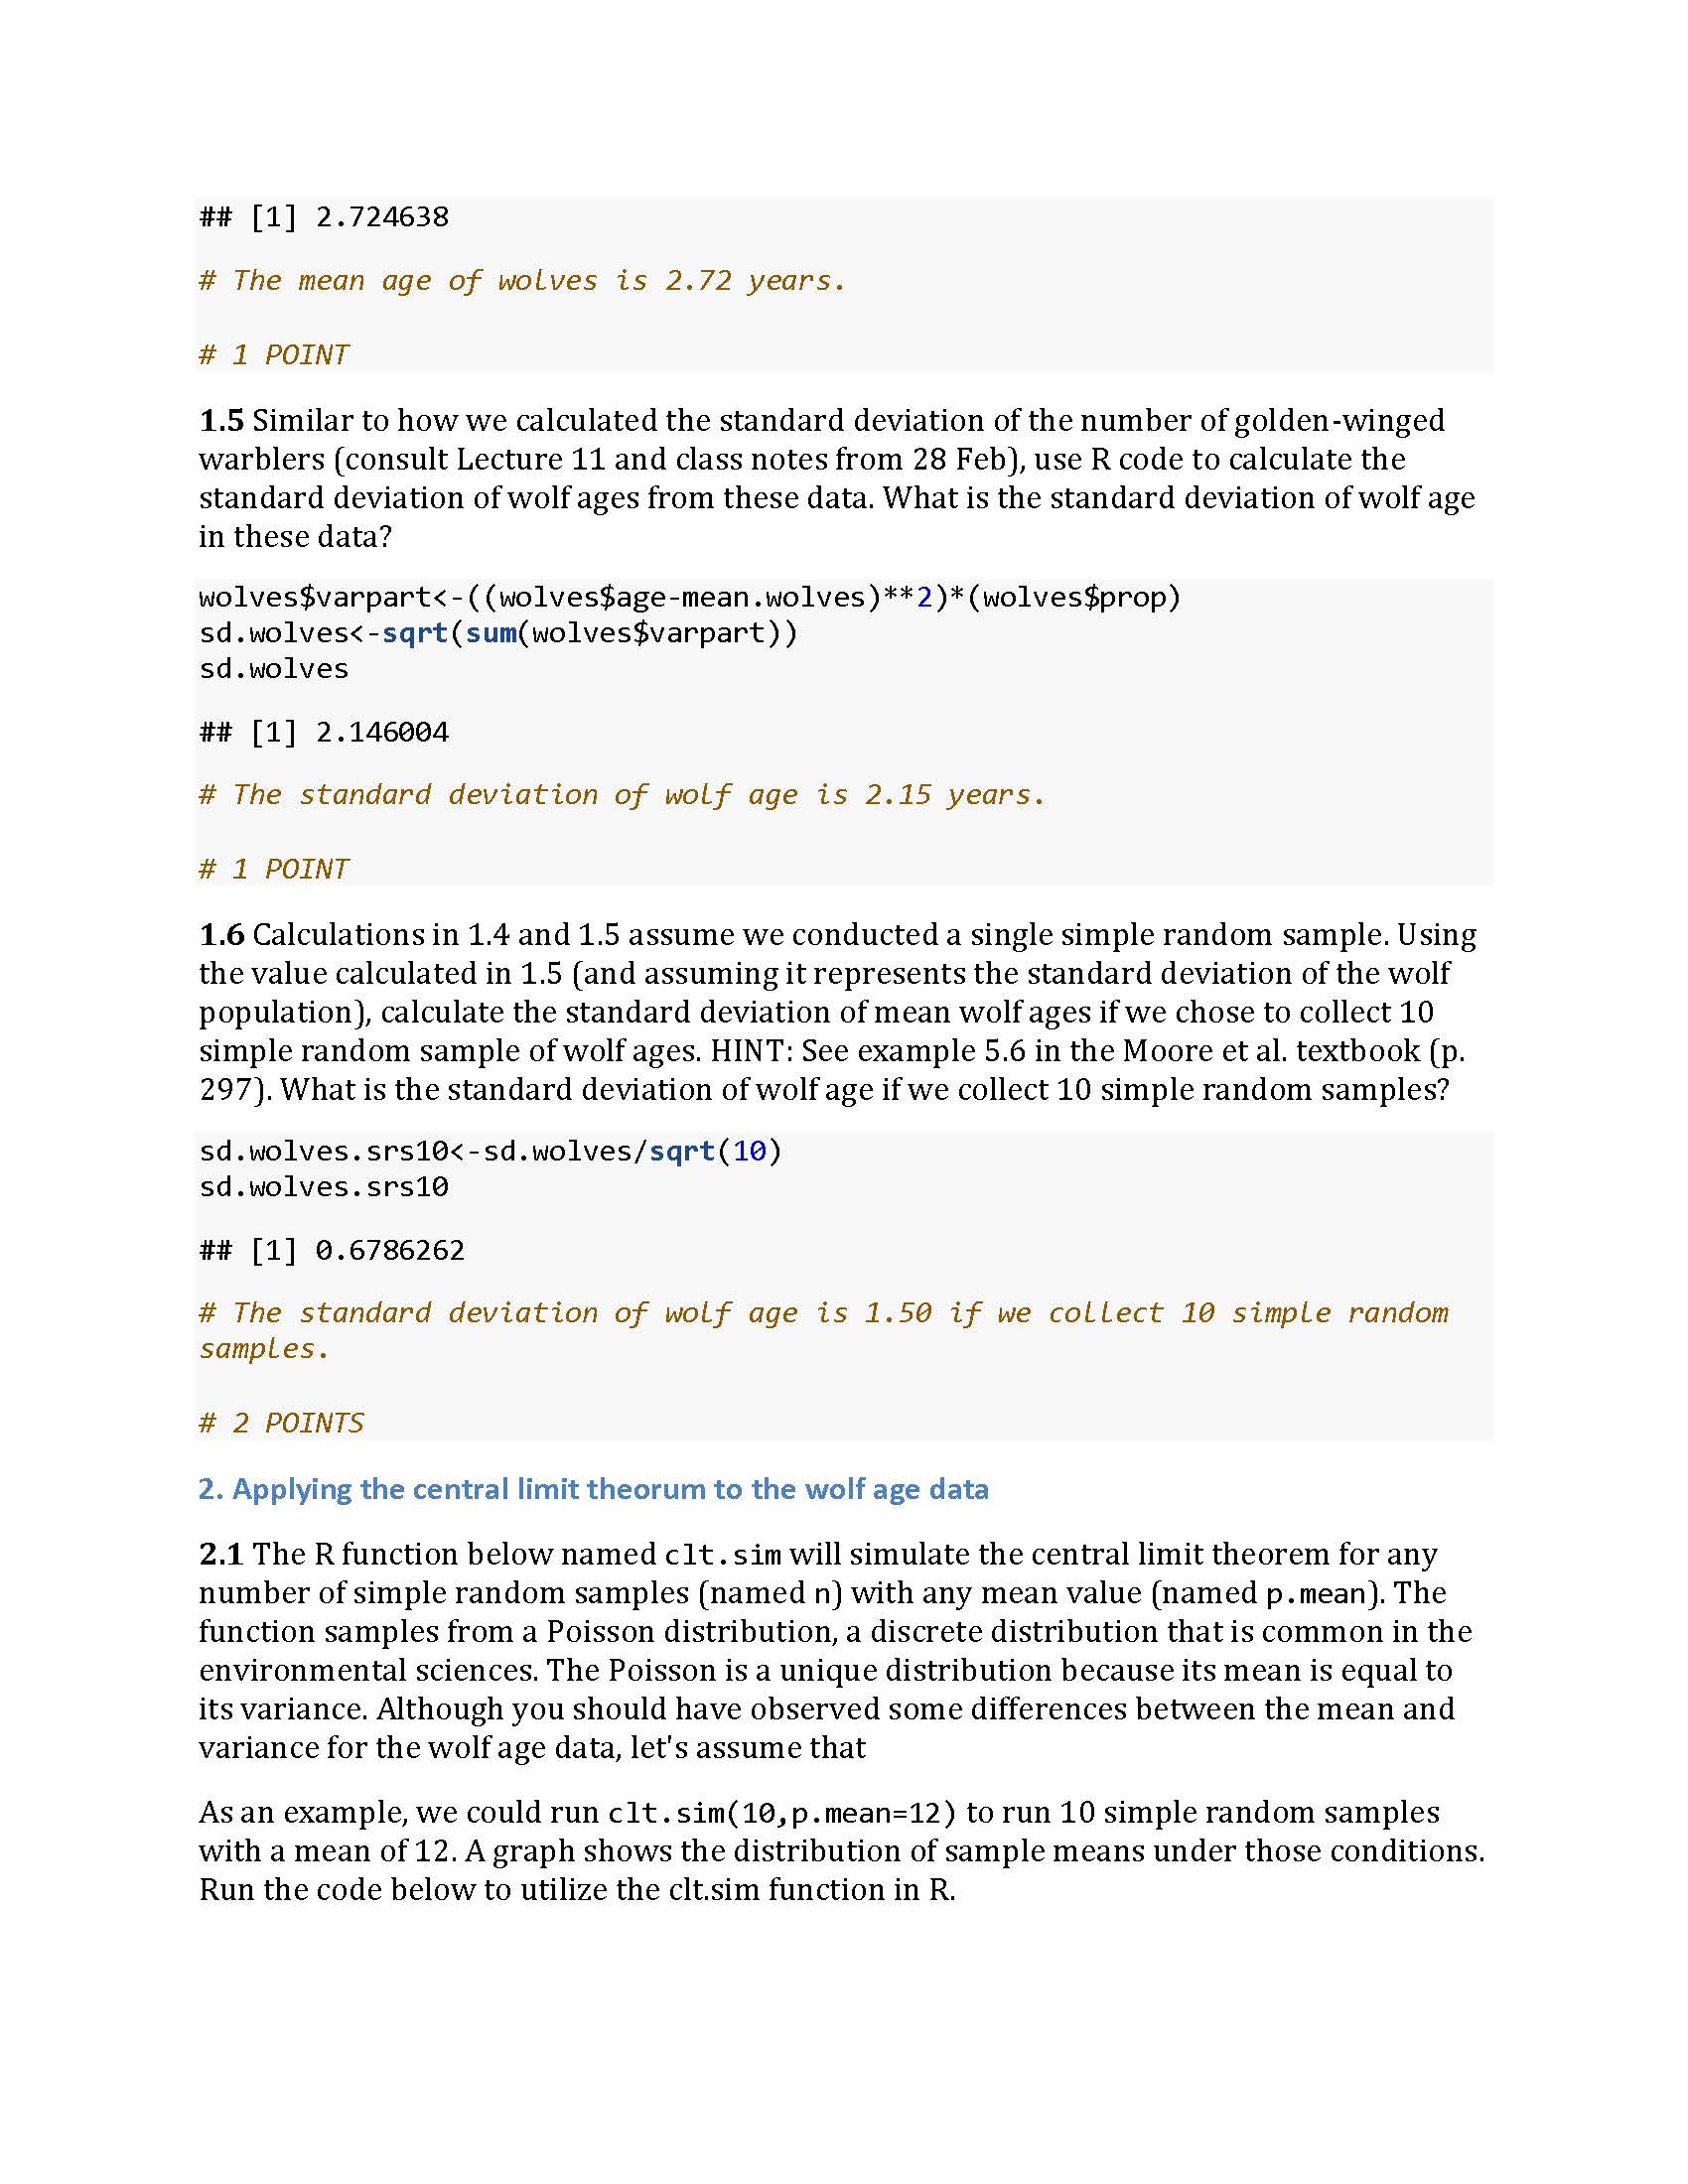 ## [1] 2.724638
# The mean age of wolves is 2.72 years.
# 1 POINT
1.5 Similar to how we calculated the standard deviation of the number of golden-winged
warblers (consult Lecture 11 and class notes from 28 Feb), use R code to calculate the
standard deviation of wolf ages from these data. What is the standard deviation of wolf age
in these data?
wolves$varpart<-((wolves$age-mean.wolves)**2)*(wolves$prop)
sd.wolves<-sqrt(sum(wolves$varpart))
sd.wolves
## [1] 2.146004
# The standard deviation of wolf age is 2.15 years.
# 1 POINT
1.6 Calculations in 1.4 and 1.5 assume we conducted a single simple random sample. Using
the value calculated in 1.5 (and assuming it represents the standard deviation of the wolf
population), calculate the standard deviation of mean wolf ages if we chose to collect 10
simple random sample of wolf ages. HINT: See example 5.6 in the Moore et al. textbook (p.
297). What is the standard deviation of wolf age if we collect 10 simple random samples?
sd.wolves.srs10<-sd.wolves/sqrt(10)
sd.wolves.srs10
## [1] 0.6786262
# The standard deviation of wolf age is 1.50 if we collect 10 simple random
samples.
# 2 POINTS
2. Applying the central limit theorum to the wolf age data
2.1 The R function below named clt.sim will simulate the central limit theorem for any
number of simple random samples (named n) with any mean value (named p.mean). The
function samples from a Poisson distribution, a discrete distribution that is common in the
environmental sciences. The Poisson is a unique distribution because its mean is equal to
its variance. Although you should have observed some differences between the mean and
variance for the wolf age data, let's assume that
As an example, we could run clt.sim(10,p.mean=12) to run 10 simple random samples
with a mean of 12. A graph shows the distribution of sample means under those conditions.
Run the code below to utilize the clt.sim function in R.